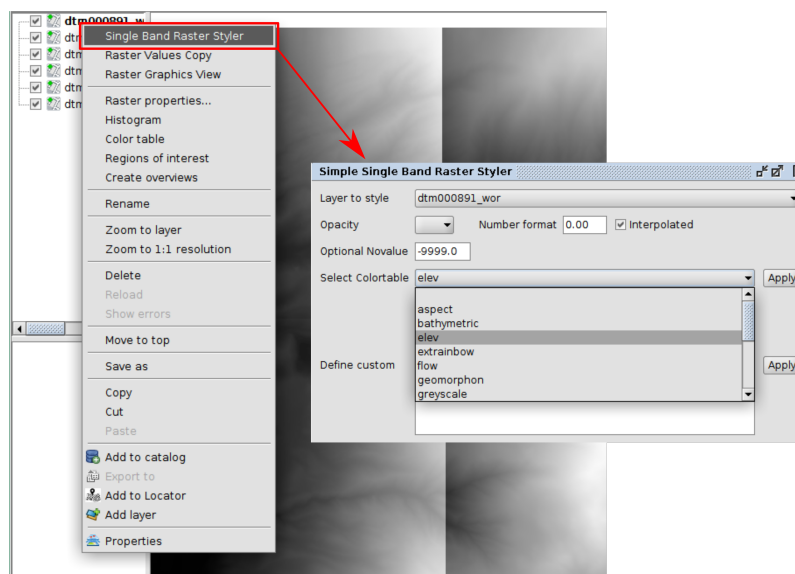 dtm000891_w
dt
Single Band Raster Styler
dtm
Raster Values Copy
dtm
Raster Graphics View
dtm
dtm
Raster properties...
Histogram
Color table
Regions of interest
Create overviews
Rename
Zoom to layer
Zoom to 1:1 resolution
Delete
Reload
Show errors
Move to top
Save as
Copy
Cut
Paste
Add to catalog
Export to
Add to Locator
Add layer
Properties
Simple Single Band Raster Styler
Layer to style dtm000891_wor
Opacity Number format 0.00 Interpolated
Optional Novalue -9999.0
Select Colortable elev Apply
aspect
bathymetric
elev
extrainbow
Define custom flow Apply
geomorphon
greyscale